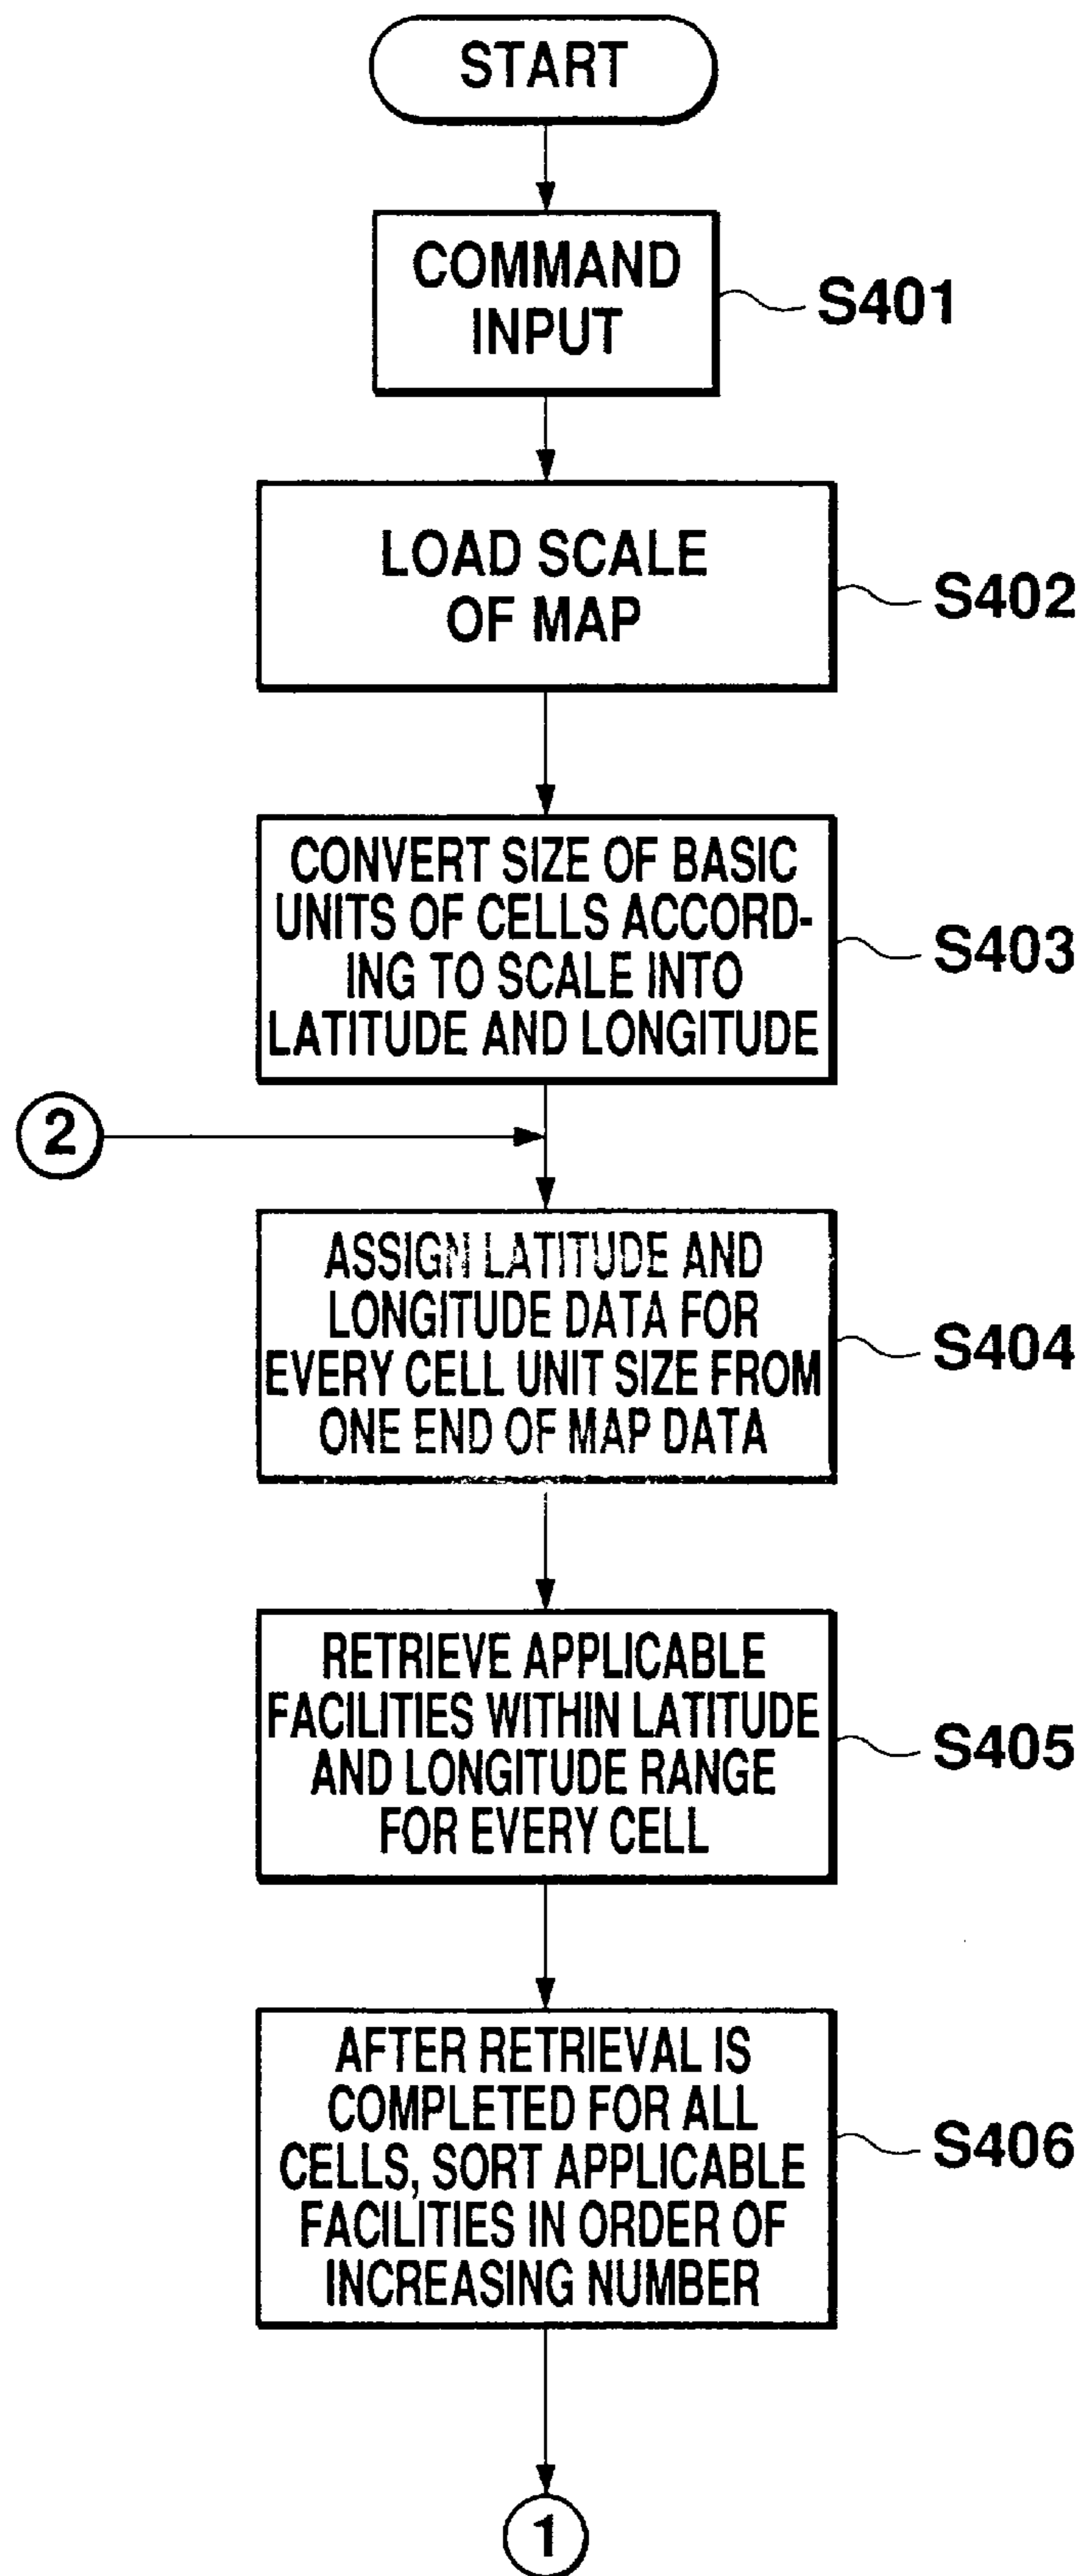 START
COMMAND
INPUT
S401
LOAD SCALE
OF MAP
S402
CONVERT SIZE OF BASIC
UNITS OF CELLS ACCORD-
ING TO SCALE INTO
LATITUDE AND LONGITUDE
S403
2
ASSIGN LATITUDE AND
LONGITUDE DATA FOR
EVERY CELL UNIT SIZE FROM
ONE END OF MAP DATA
S404
RETRIEVE APPLICABLE
FACILITIES WITHIN LATITUDE
AND LONGITUDE RANGE
FOR EVERY CELL
S405
AFTER RETRIEVAL IS
COMPLETED FOR ALL
CELLS, SORT APPLICABLE
FACILITIES IN ORDER OF
INCREASING NUMBER
S406
1